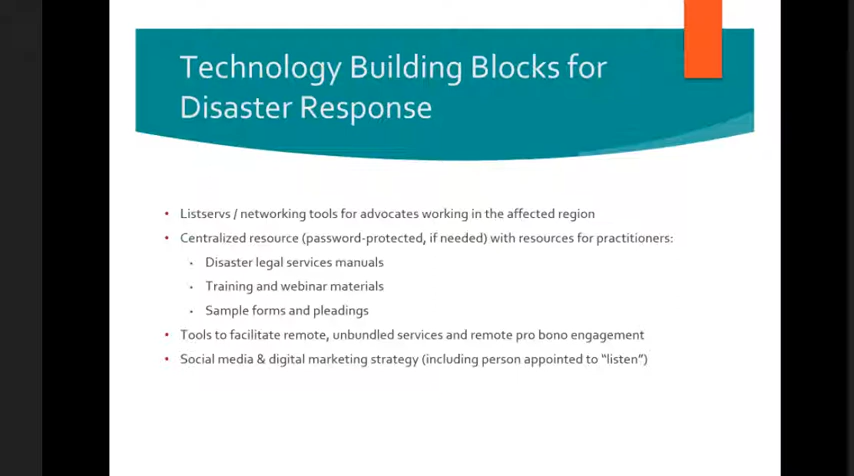 Technology Building Blocks for
Disaster Response
• Listservs / networking tools for advocates working in the affected region
• Centralized resource (password-protected, if needed) with resources for practitioners:
• Disaster legal services manuals
• Training and webinar materials
• Sample forms and pleadings
• Tools to facilitate remote, unbundled services and remote pro bono engagement
• Social media & digital marketing strategy (including person appointed to “listen”)